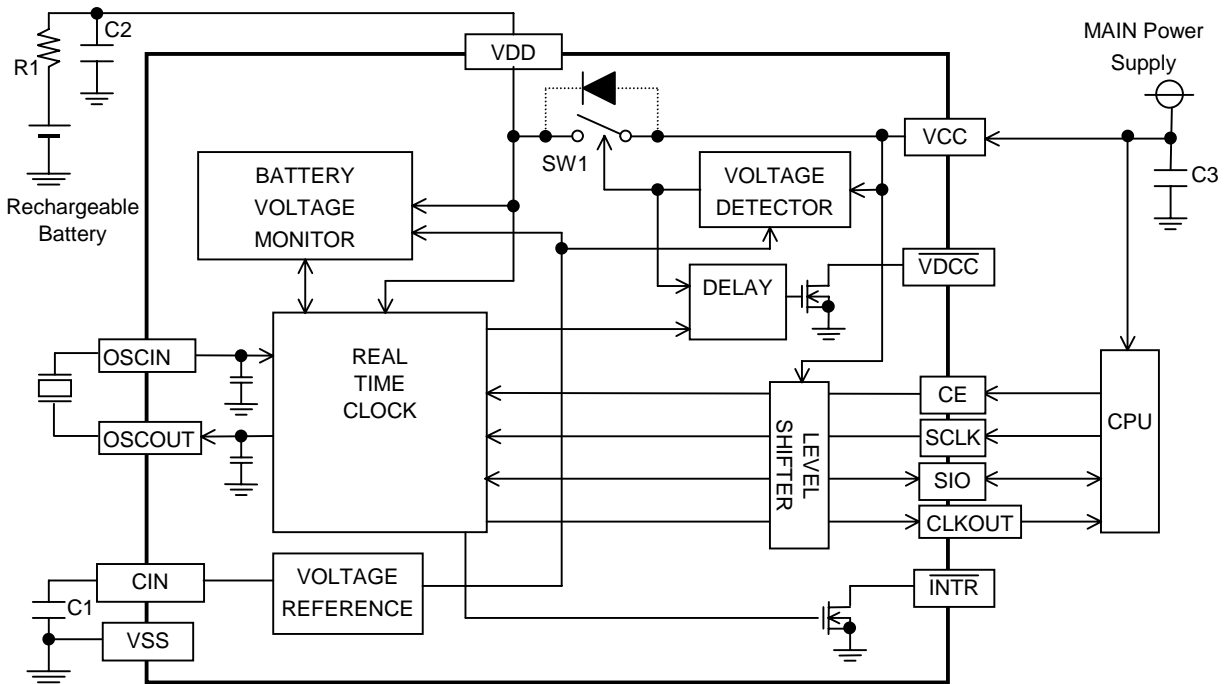 C2
R1
Rechargeable
Battery
VDD
MAIN Power
Supply
SW1
VCC
C3
BATTERY
VOLTAGE
MONITOR
VOLTAGE
DETECTOR
VDCC
DELAY
OSCIN
OSCOUT
REAL
TIME
CLOCK
LEVEL
SHIFTER
CE
SCLK
SIO
CLKOUT
CPU
CIN
C1
VSS
VOLTAGE
REFERENCE
INTR